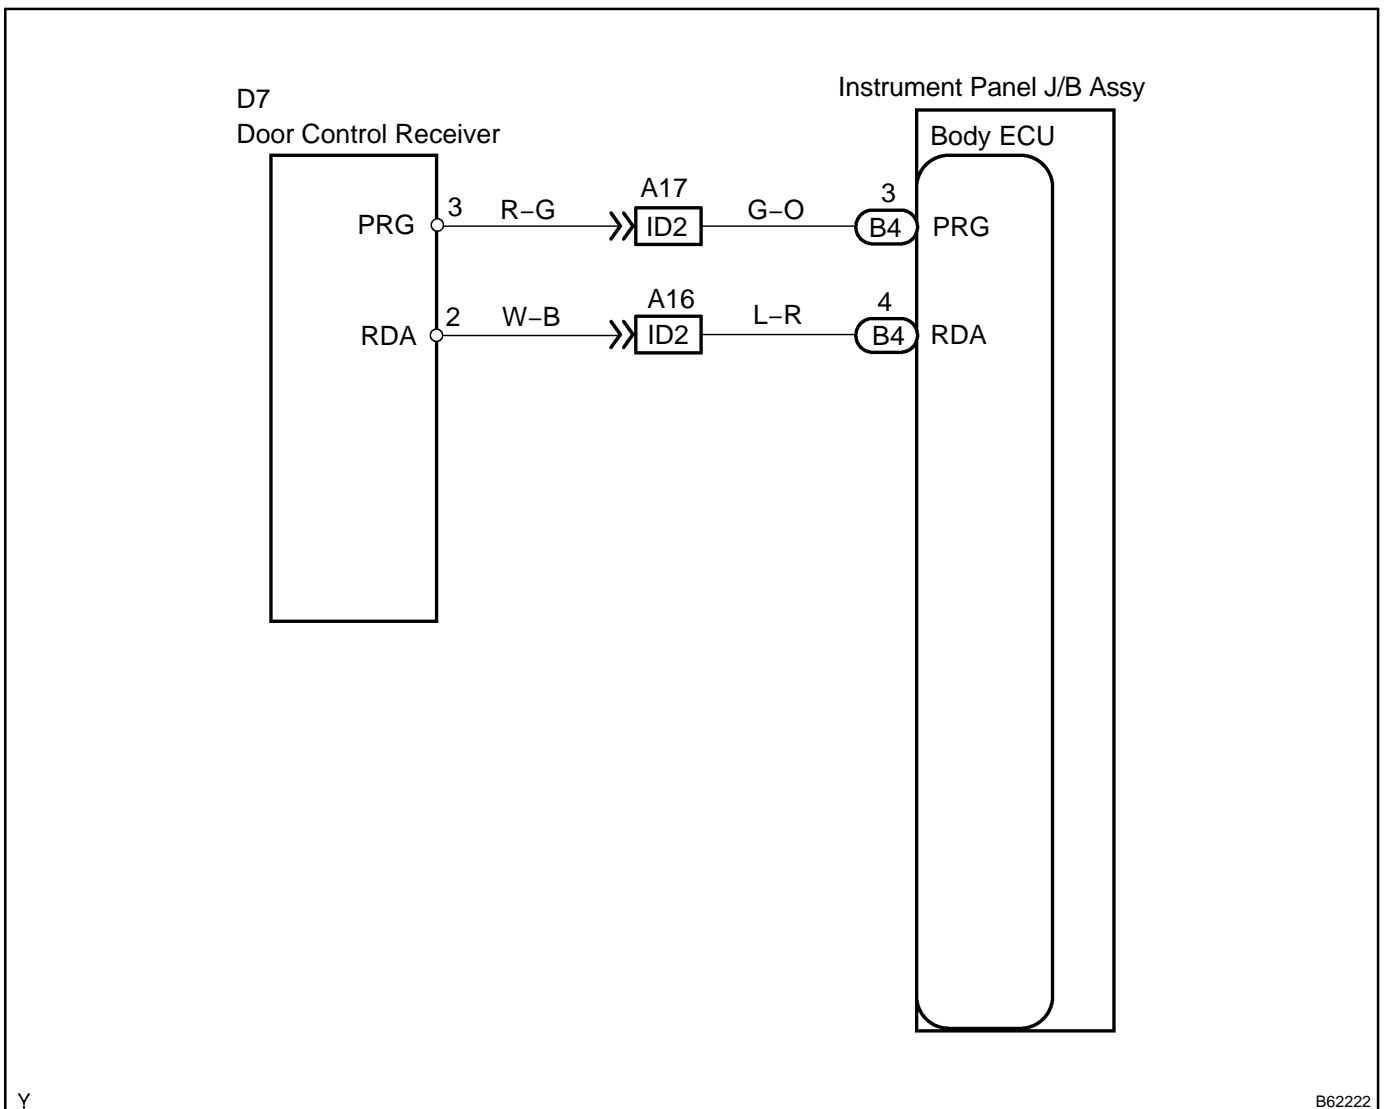 D7
Door Control Receiver
Instrument Panel J/B Assy
Body ECU
PRG
3
R–G
A17
ID2
G–O
3
B4
PRG
RDA
2
W–B
A16
ID2
L–R
4
B4
RDA
Y
B62222